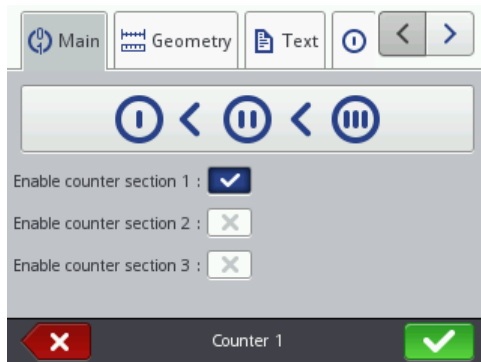 Main Geometry Text
Enable counter section 1 :
Enable counter section 2 :
Enable counter section 3 :
Counter 1